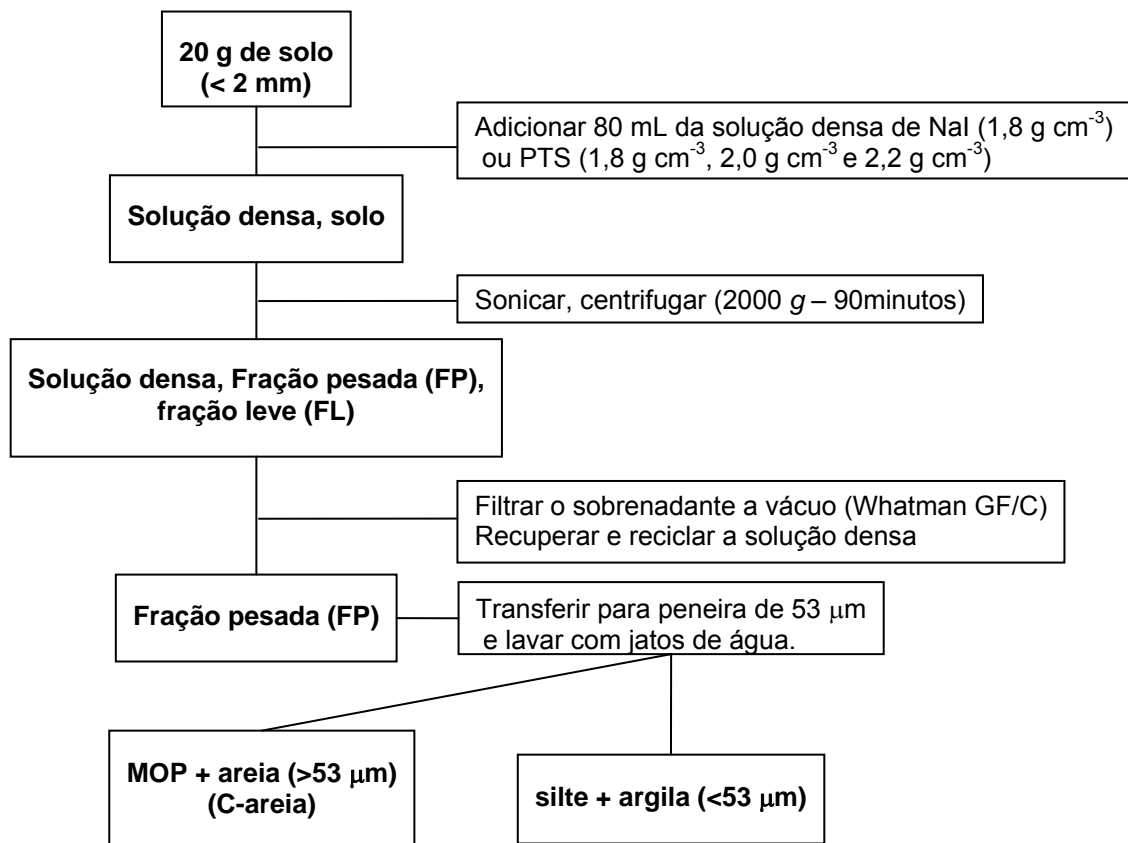 20 g de solo
(< 2 mm)
Adicionar 80 mL da solução densa de NaI (1,8 g cm⁻³)
ou PTS (1,8 g cm⁻³, 2,0 g cm⁻³ e 2,2 g cm⁻³)
Solução densa, solo
Sonicar, centrifugar (2000 g – 90minutos)
Solução densa, Fração pesada (FP),
fração leve (FL)
Filtrar o sobrenadante a vácuo (Whatman GF/C)
Recuperar e reciclar a solução densa
Fração pesada (FP)
Transferir para peneira de 53 μm
e lavar com jatos de água.
MOP + areia (>53 μm)
(C-areia)
silte + argila (<53 μm)